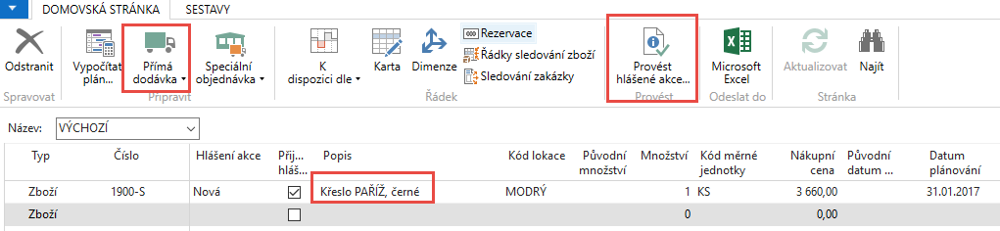 DOMOVSKÁ STRÁNKA SESTAVY
Odstranit
Vypočítat plán...
Přímá dodávka
Speciální objednávka
K dispozici dle
Karta
Dimenze
Rezervace
Řádky sledování zboží
Sledování zakázky
Provést hlášené akce...
Microsoft Excel
Aktualizovat
Najít
Spravovat Připravit Řádek Provést Odeslat do Stránka
Název: VÝCHOZÍ
Typ Číslo Hlášení akce Přij... hláš... Popis Kód lokace Původní množství Množství Kód měrné jednotky Nákupní cena Původní datum ... Datum plánování
Zboží 1900-S Nová Křeslo PAŘÍŽ, černé MODRÝ 1 KS 3 660,00 31.01.2017
Zboží 0 0,00